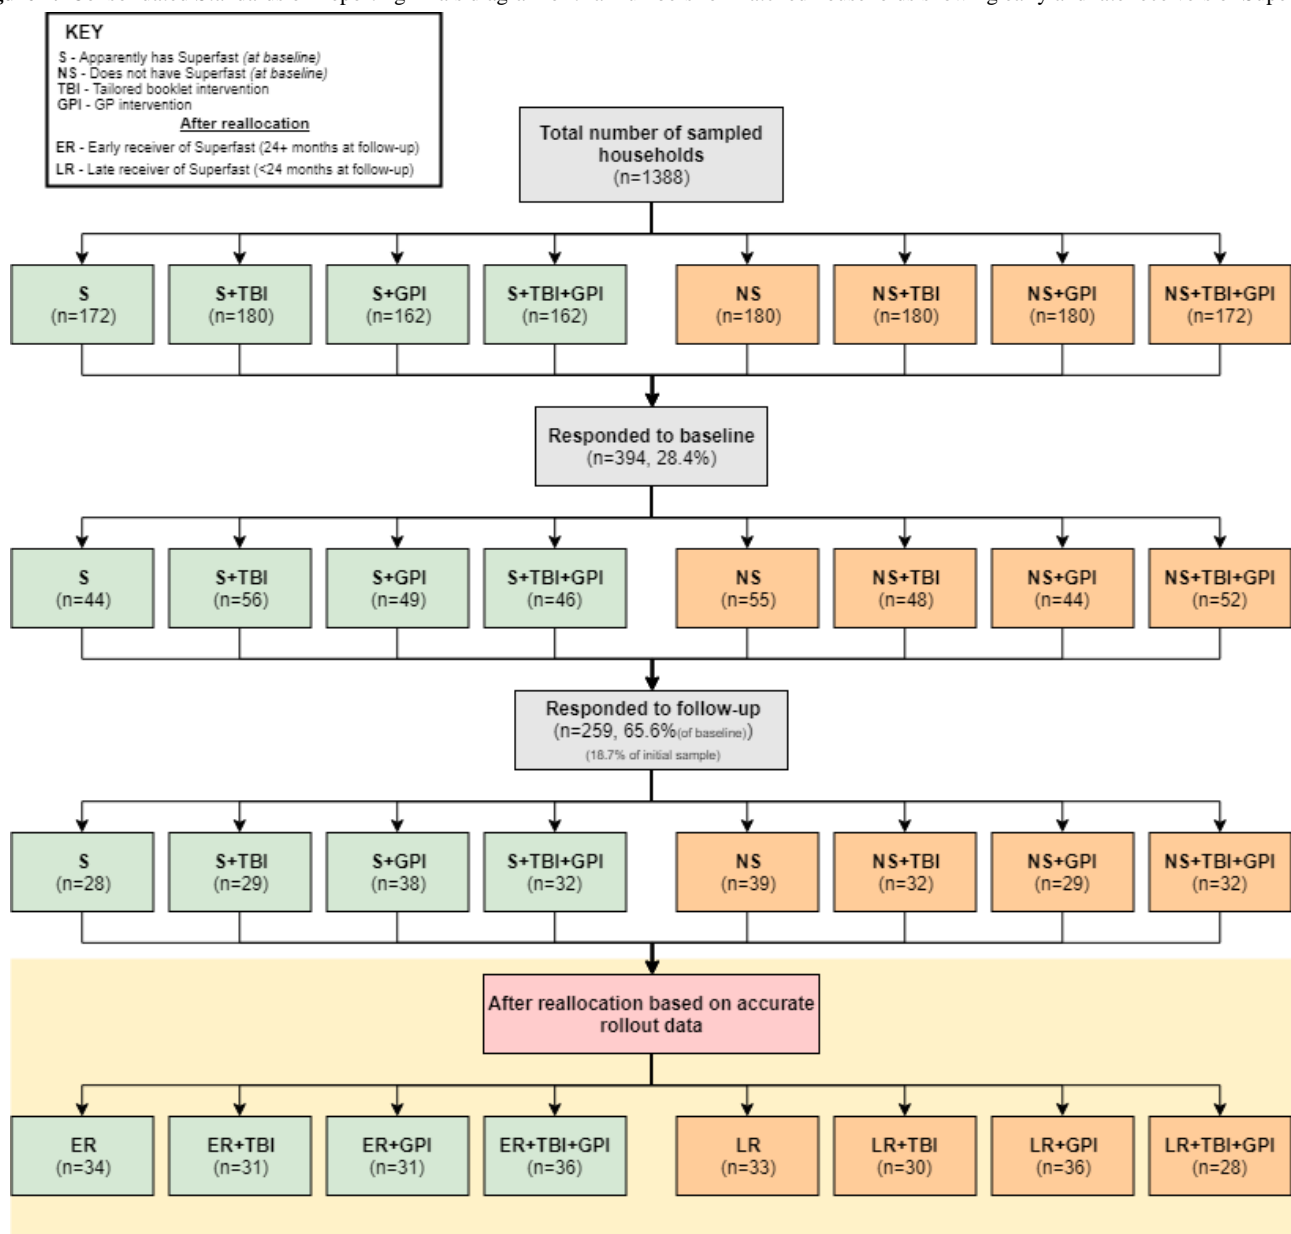 KEY
S - Apparently has Superfast (at baseline)
NS - Does not have Superfast (at baseline)
TBI - Tailored booklet intervention
GPI - GP intervention
After reallocation
ER - Early receiver of Superfast (24+ months at follow-up)
LR - Late receiver of Superfast (<24 months at follow-up)
Total number of sampled
households
(n=1388)
S
(n=172)
S+TBI
(n=180)
S+GPI
(n=162)
S+TBI+GPI
(n=162)
NS
(n=180)
NS+TBI
(n=180)
NS+GPI
(n=180)
NS+TBI+GPI
(n=172)
Responded to baseline
(n=394, 28.4%)
S
(n=44)
S+TBI
(n=56)
S+GPI
(n=49)
S+TBI+GPI
(n=46)
NS
(n=55)
NS+TBI
(n=48)
NS+GPI
(n=44)
NS+TBI+GPI
(n=52)
Responded to follow-up
(n=259, 65.6%(of baseline))
(18.7% of initial sample)
S
(n=28)
S+TBI
(n=29)
S+GPI
(n=38)
S+TBI+GPI
(n=32)
NS
(n=39)
NS+TBI
(n=32)
NS+GPI
(n=29)
NS+TBI+GPI
(n=32)
After reallocation based on accurate
rollout data
ER
(n=34)
ER+TBI
(n=31)
ER+GPI
(n=31)
ER+TBI+GPI
(n=36)
LR
(n=33)
LR+TBI
(n=30)
LR+GPI
(n=36)
LR+TBI+GPI
(n=28)